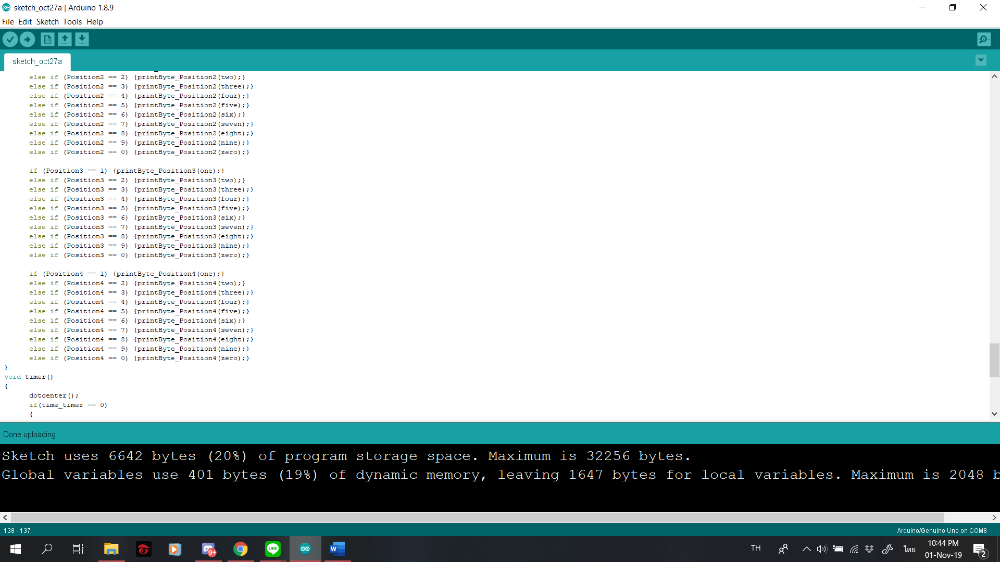 sketch_oct27a | Arduino 1.8.9
File Edit Sketch Tools Help
sketch_oct27a
else if (Position2 == 2) {printByte_Position2(two);}
else if (Position2 == 3) {printByte_Position2(three);}
else if (Position2 == 4) {printByte_Position2(four);}
else if (Position2 == 5) {printByte_Position2(five);}
else if (Position2 == 6) {printByte_Position2(six);}
else if (Position2 == 7) {printByte_Position2(seven);}
else if (Position2 == 8) {printByte_Position2(eight);}
else if (Position2 == 9) {printByte_Position2(nine);}
else if (Position2 == 0) {printByte_Position2(zero);}
if (Position3 == 1) {printByte_Position3(one);}
else if (Position3 == 2) {printByte_Position3(two);}
else if (Position3 == 3) {printByte_Position3(three);}
else if (Position3 == 4) {printByte_Position3(four);}
else if (Position3 == 5) {printByte_Position3(five);}
else if (Position3 == 6) {printByte_Position3(six);}
else if (Position3 == 7) {printByte_Position3(seven);}
else if (Position3 == 8) {printByte_Position3(eight);}
else if (Position3 == 9) {printByte_Position3(nine);}
else if (Position3 == 0) {printByte_Position3(zero);}
if (Position4 == 1) {printByte_Position4(one);}
else if (Position4 == 2) {printByte_Position4(two);}
else if (Position4 == 3) {printByte_Position4(three);}
else if (Position4 == 4) {printByte_Position4(four);}
else if (Position4 == 5) {printByte_Position4(five);}
else if (Position4 == 6) {printByte_Position4(six);}
else if (Position4 == 7) {printByte_Position4(seven);}
else if (Position4 == 8) {printByte_Position4(eight);}
else if (Position4 == 9) {printByte_Position4(nine);}
else if (Position4 == 0) {printByte_Position4(zero);}
}
void timer()
{
dotcenter();
if(time_timer == 0)
{
Done uploading.
Sketch uses 6642 bytes (20%) of program storage space. Maximum is 32256 bytes.
Global variables use 401 bytes (19%) of dynamic memory, leaving 1647 bytes for local variables. Maximum is 2048 b
138 - 137
Arduino/Genuino Uno on COM8
9+
LINE
W
TH
ไทย
10:44 PM
01-Nov-19
2